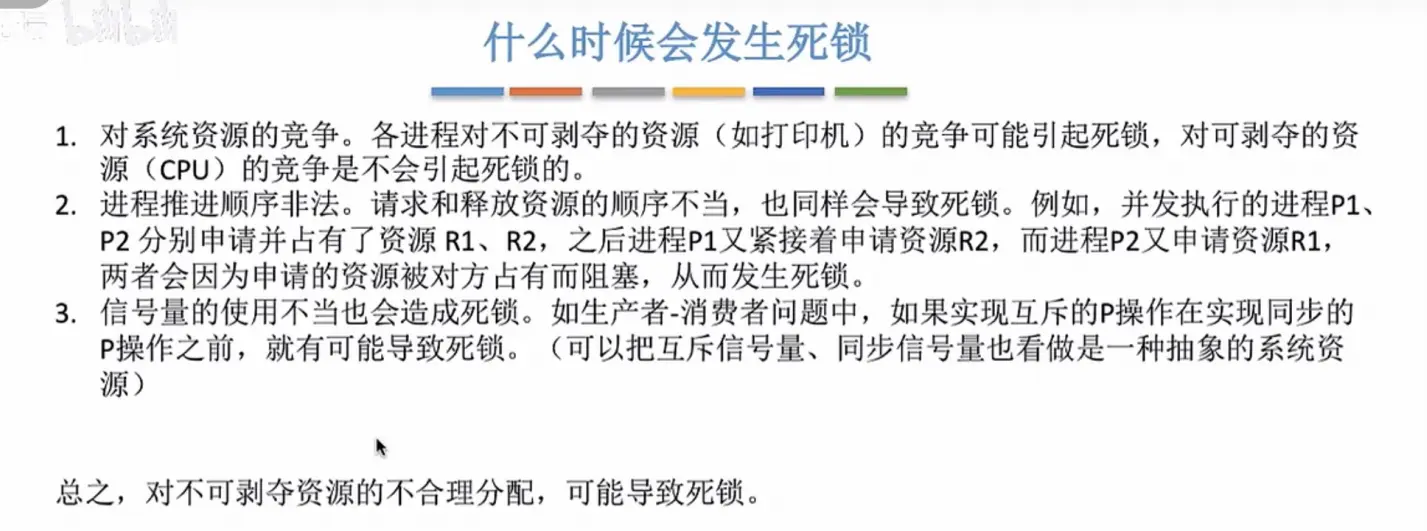 bilibili
什么时候会发生死锁
1. 对系统资源的竞争。各进程对不可剥夺的资源（如打印机）的竞争可能引起死锁，对可剥夺的资
源（CPU）的竞争是不会引起死锁的。
2. 进程推进顺序非法。请求和释放资源的顺序不当，也同样会导致死锁。例如，并发执行的进程P1、
P2 分别申请并占有了资源 R1、R2，之后进程P1又紧接着申请资源R2，而进程P2又申请资源R1，
两者会因为申请的资源被对方占有而阻塞，从而发生死锁。
3. 信号量的使用不当也会造成死锁。如生产者-消费者问题中，如果实现互斥的P操作在实现同步的
P操作之前，就有可能导致死锁。（可以把互斥信号量、同步信号量也看做是一种抽象的系统资
源）
总之，对不可剥夺资源的不合理分配，可能导致死锁。